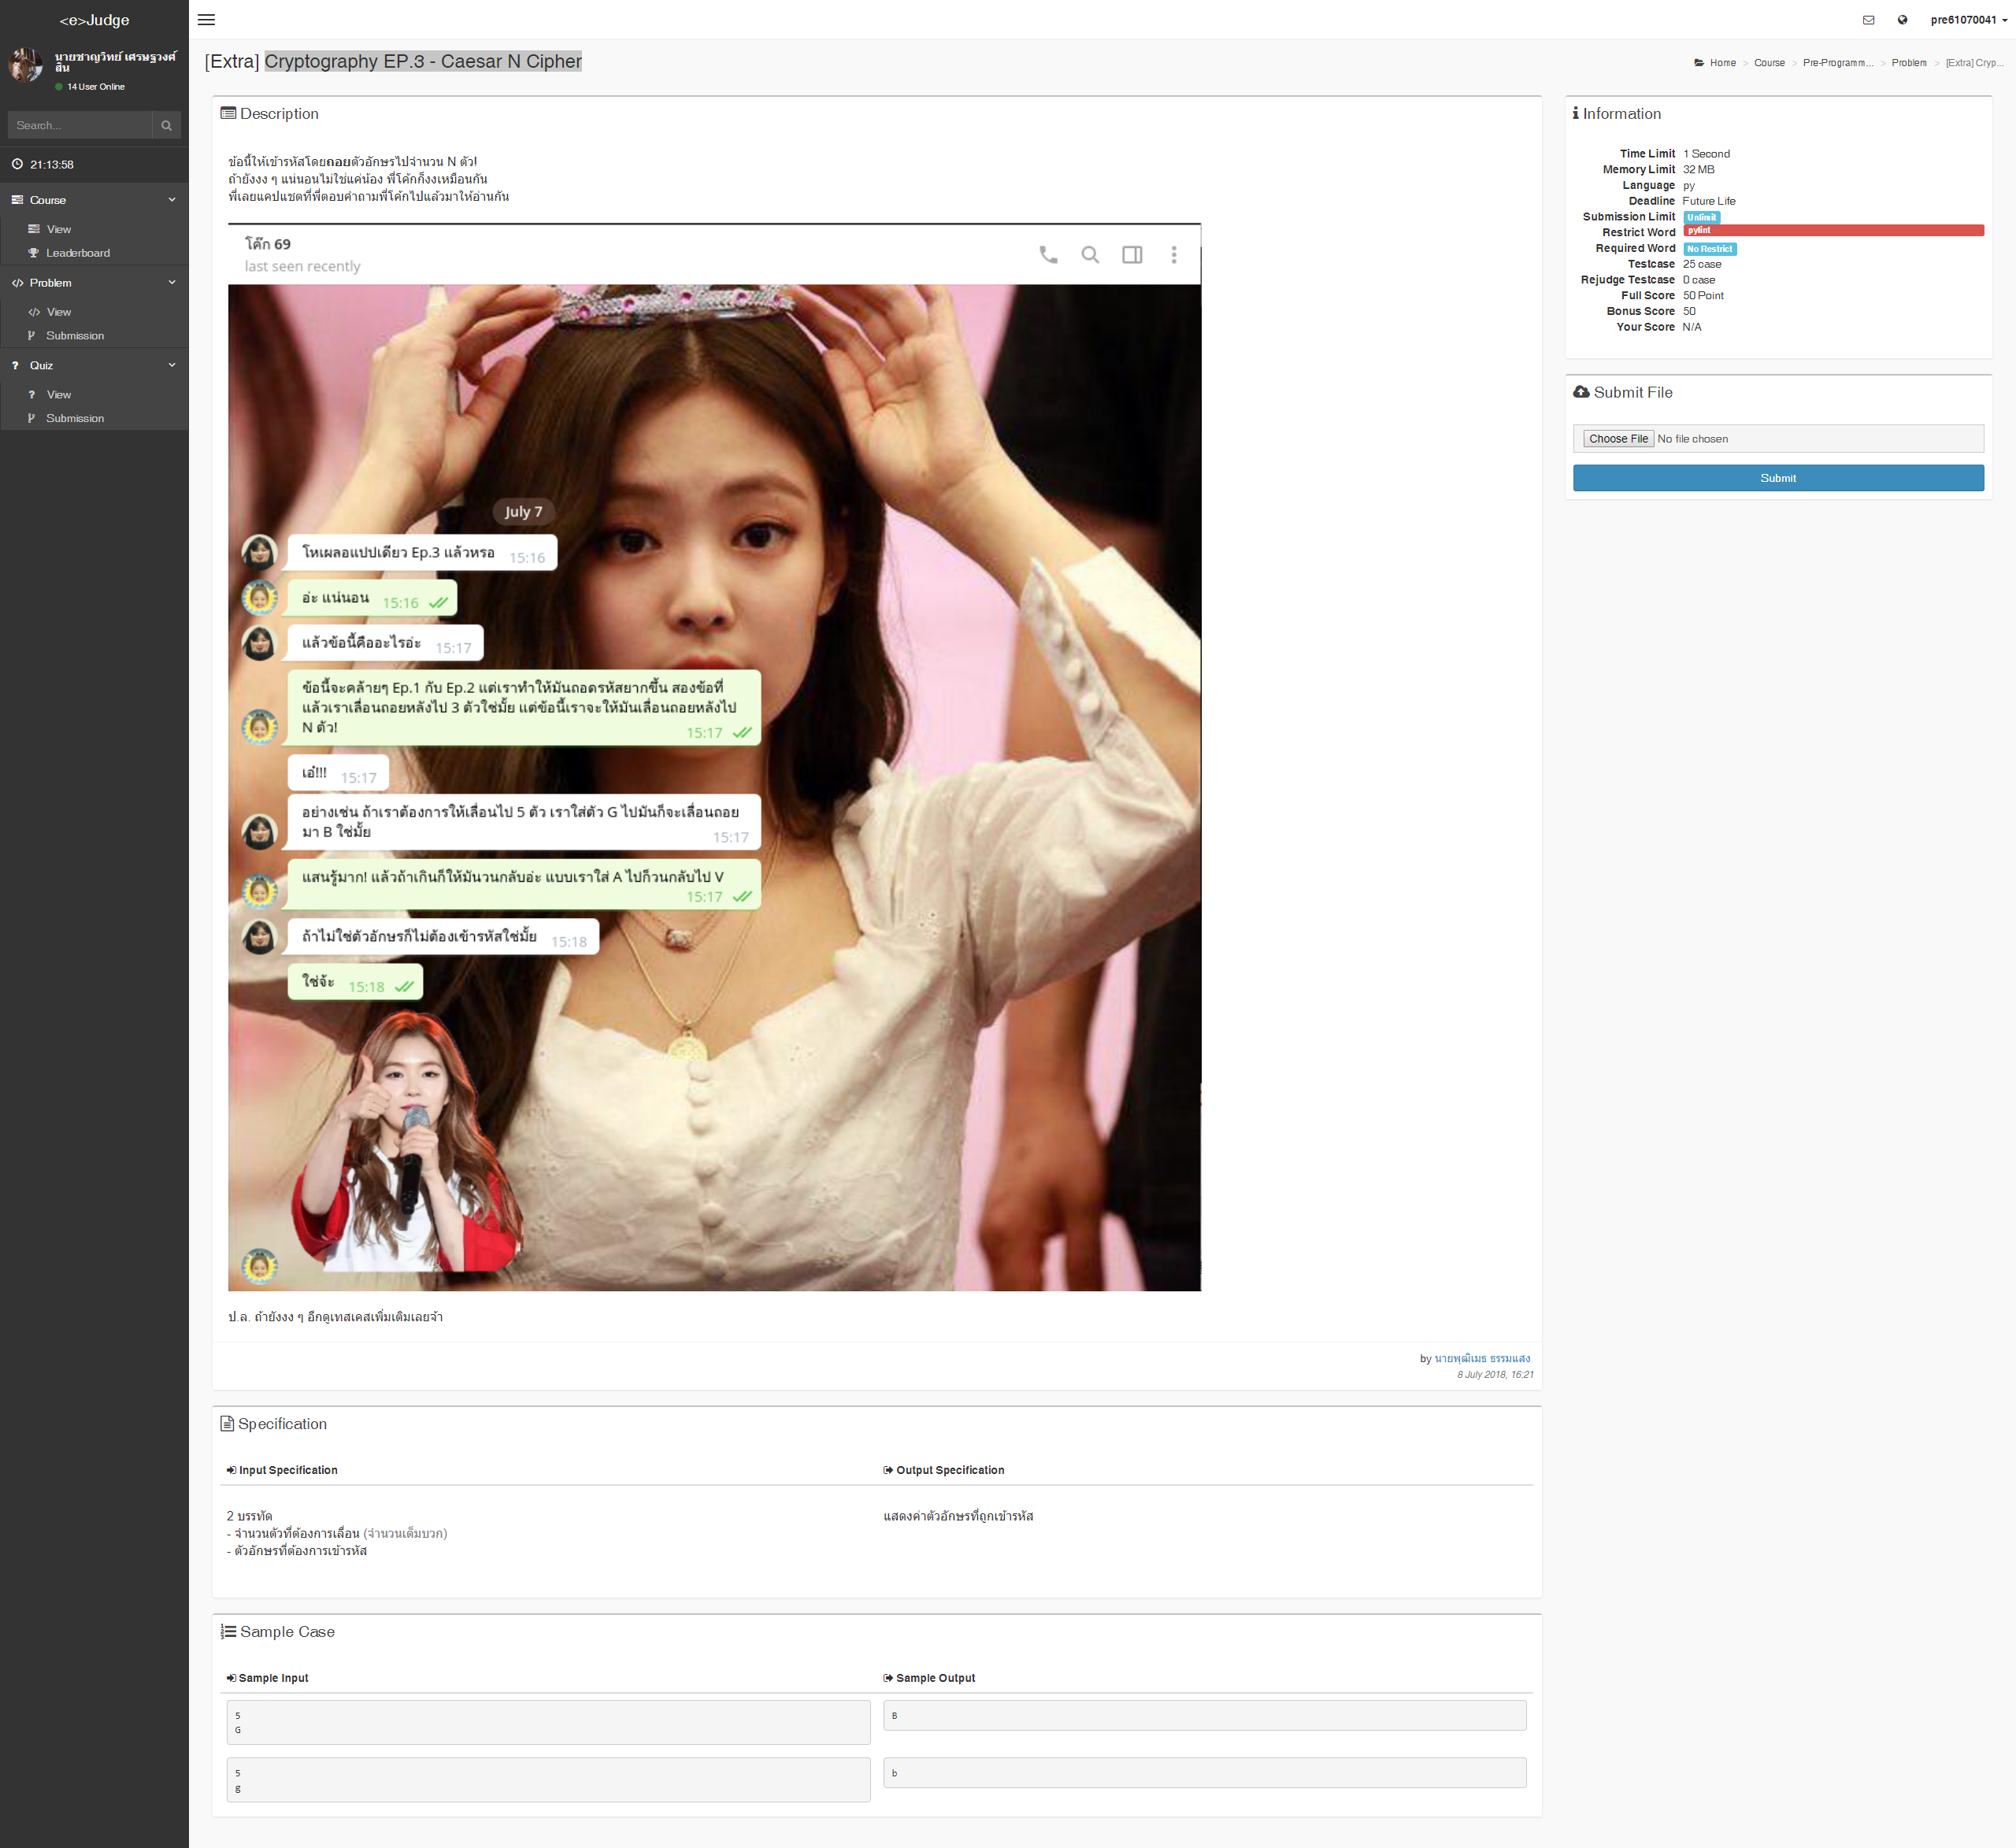 <e>Judge
pre61070041
นายชาญวิทย์ เศรษฐวงศ์
สิน
14 User Online
Search...
21:13:58
Course
View
Leaderboard
Problem
View
Submission
Quiz
View
Submission
[Extra] Cryptography EP.3 - Caesar N Cipher
Home > Course > Pre-Programm... > Problem > [Extra] Cryp...
Description
ข้อนี้ให้เข้ารหัสโดยถอยตัวอักษรไปจำนวน N ตัว!
ถ้ายังงง ๆ แน่นอนไม่ใช่แค่น้อง พี่โค้กก็งงเหมือนกัน
พี่เลยแคปแชตที่พี่ตอบคำถามพี่โค้กไปแล้วมาให้อ่านกัน
โค๊ก 69
last seen recently
July 7
โหเผลอแปปเดียว Ep.3 แล้วหรอ 15:16
อ่ะ แน่นอน 15:16
แล้วข้อนี้คืออะไรอ่ะ 15:17
ข้อนี้จะคล้ายๆ Ep.1 กับ Ep.2 แต่เราทำให้มันถอดรหัสยากขึ้น สองข้อที่
แล้วเราเลื่อนถอยหลังไป 3 ตัวใช่มั้ย แต่ข้อนี้เราจะให้มันเลื่อนถอยหลังไป
N ตัว! 15:17
เอ๋!!! 15:17
อย่างเช่น ถ้าเราต้องการให้เลื่อนไป 5 ตัว เราใส่ตัว G ไปมันก็จะเลื่อนถอย
มา B ใช่มั้ย 15:17
แสนรู้มาก! แล้วถ้าเกินก็ให้มันวนกลับอ่ะ แบบเราใส่ A ไปก็วนกลับไป V
15:17
ถ้าไม่ใช่ตัวอักษรก็ไม่ต้องเข้ารหัสใช่มั้ย 15:18
ใช่จ้ะ 15:18
ป.ล. ถ้ายังงง ๆ อีกดูเทสเคสเพิ่มเติมเลยจ้า
by นายพุฒิเมธ ธรรมแสง
8 July 2018, 16:21
Information
Time Limit 1 Second
Memory Limit 32 MB
Language py
Deadline Future Life
Submission Limit Unlimit
Restrict Word pylint
Required Word No Restrict
Testcase 25 case
Rejudge Testcase 0 case
Full Score 50 Point
Bonus Score 50
Your Score N/A
Submit File
Choose File No file chosen
Submit
Specification
Input Specification
2 บรรทัด
- จำนวนตัวที่ต้องการเลื่อน (จำนวนเต็มบวก)
- ตัวอักษรที่ต้องการเข้ารหัส
Output Specification
แสดงค่าตัวอักษรที่ถูกเข้ารหัส
Sample Case
Sample Input
Sample Output
5
G
B
5
g
b